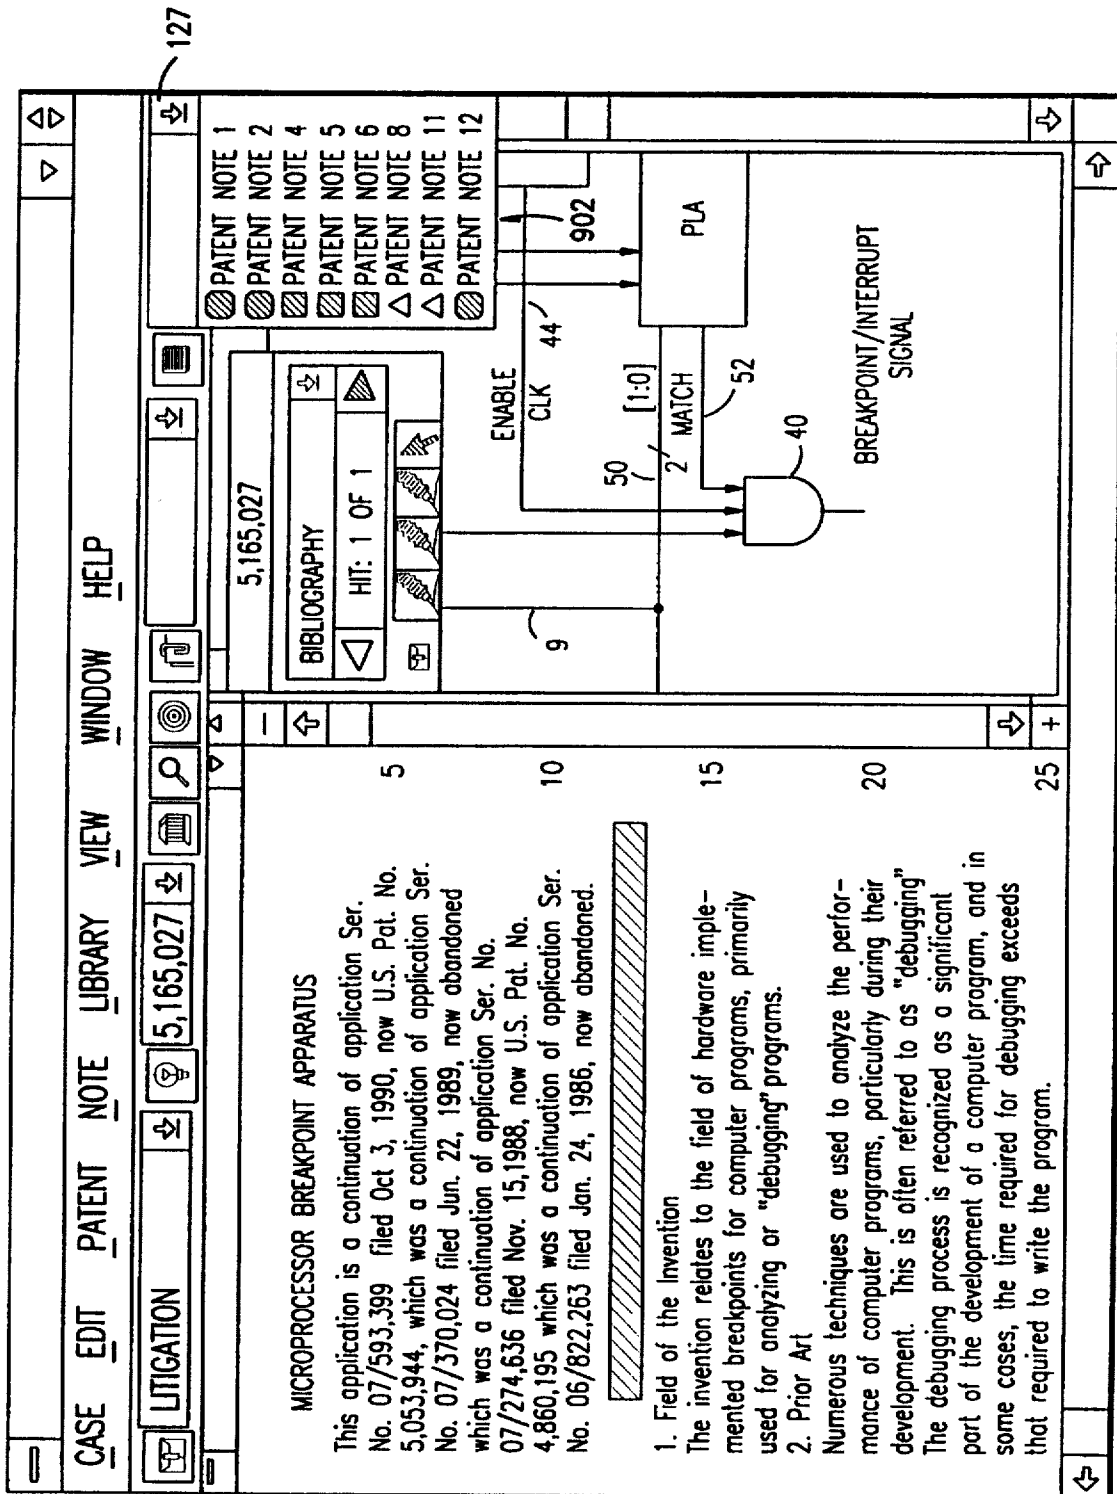 127
CASE EDIT PATENT NOTE LIBRARY VIEW WINDOW HELP
LITIGATION
5,165,027
MICROPROCESSOR BREAKPOINT APPARATUS
This application is a continuation of application Ser.
No. 07/593,399 filed Oct 3, 1990, now U.S. Pat. No.
5,053,944, which was a continuation of application Ser.
No. 07/370,024 filed Jun. 22, 1989, now abandoned
which was a continuation of application Ser. No.
07/274,636 filed Nov. 15,1988, now U.S. Pat. No.
4,860,195 which was a continuation of application Ser.
No. 06/822,263 filed Jan. 24, 1986, now abandoned.
1. Field of the Invention
The invention relates to the field of hardware imple-
mented breakpoints for computer programs, primarily
used for analyzing or "debugging" programs.
2. Prior Art
Numerous techniques are used to analyze the perfor-
mance of computer programs, particularly during their
development. This is often referred to as "debugging"
The debugging process is recognized as a significant
part of the development of a computer program, and in
some coses, the time required for debugging exceeds
that required to write the program.
5
10
15
20
25
5,165,027
BIBLIOGRAPHY
HIT: 1 OF 1
PATENT NOTE 1
PATENT NOTE 2
PATENT NOTE 4
PATENT NOTE 5
PATENT NOTE 6
PATENT NOTE 8
PATENT NOTE 11
PATENT NOTE 12
902
ENABLE
CLK
44
9
50
[1:0]
2
MATCH
52
PLA
40
BREAKPOINT/INTERRUPT
SIGNAL